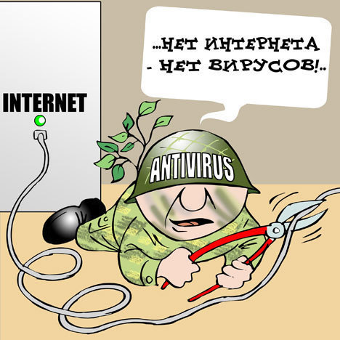 ...НЕТ ИНТЕРНЕТА
- НЕТ ВИРУСОВ!..
INTERNET
ANTIVIRUS